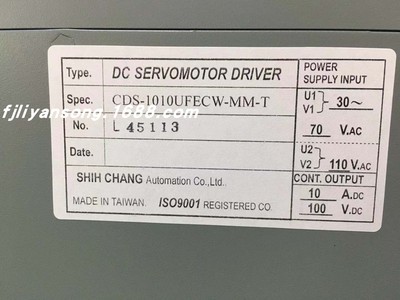 Type. DC SERVOMOTOR DRIVER
Spec. CDS-1010UFECW-MM-T
No. L 45113
Date:
SHIH CHANG Automation Co.,Ltd.
MADE IN TAIWAN. ISO9001 REGISTERED CO.
POWER
SUPPLY INPUT
U1
V1 30~
70 V.AC
U2
V2 110 V.AC
CONT. OUTPUT
10 A.DC
100 V.DC
fjliyansong.1688.com